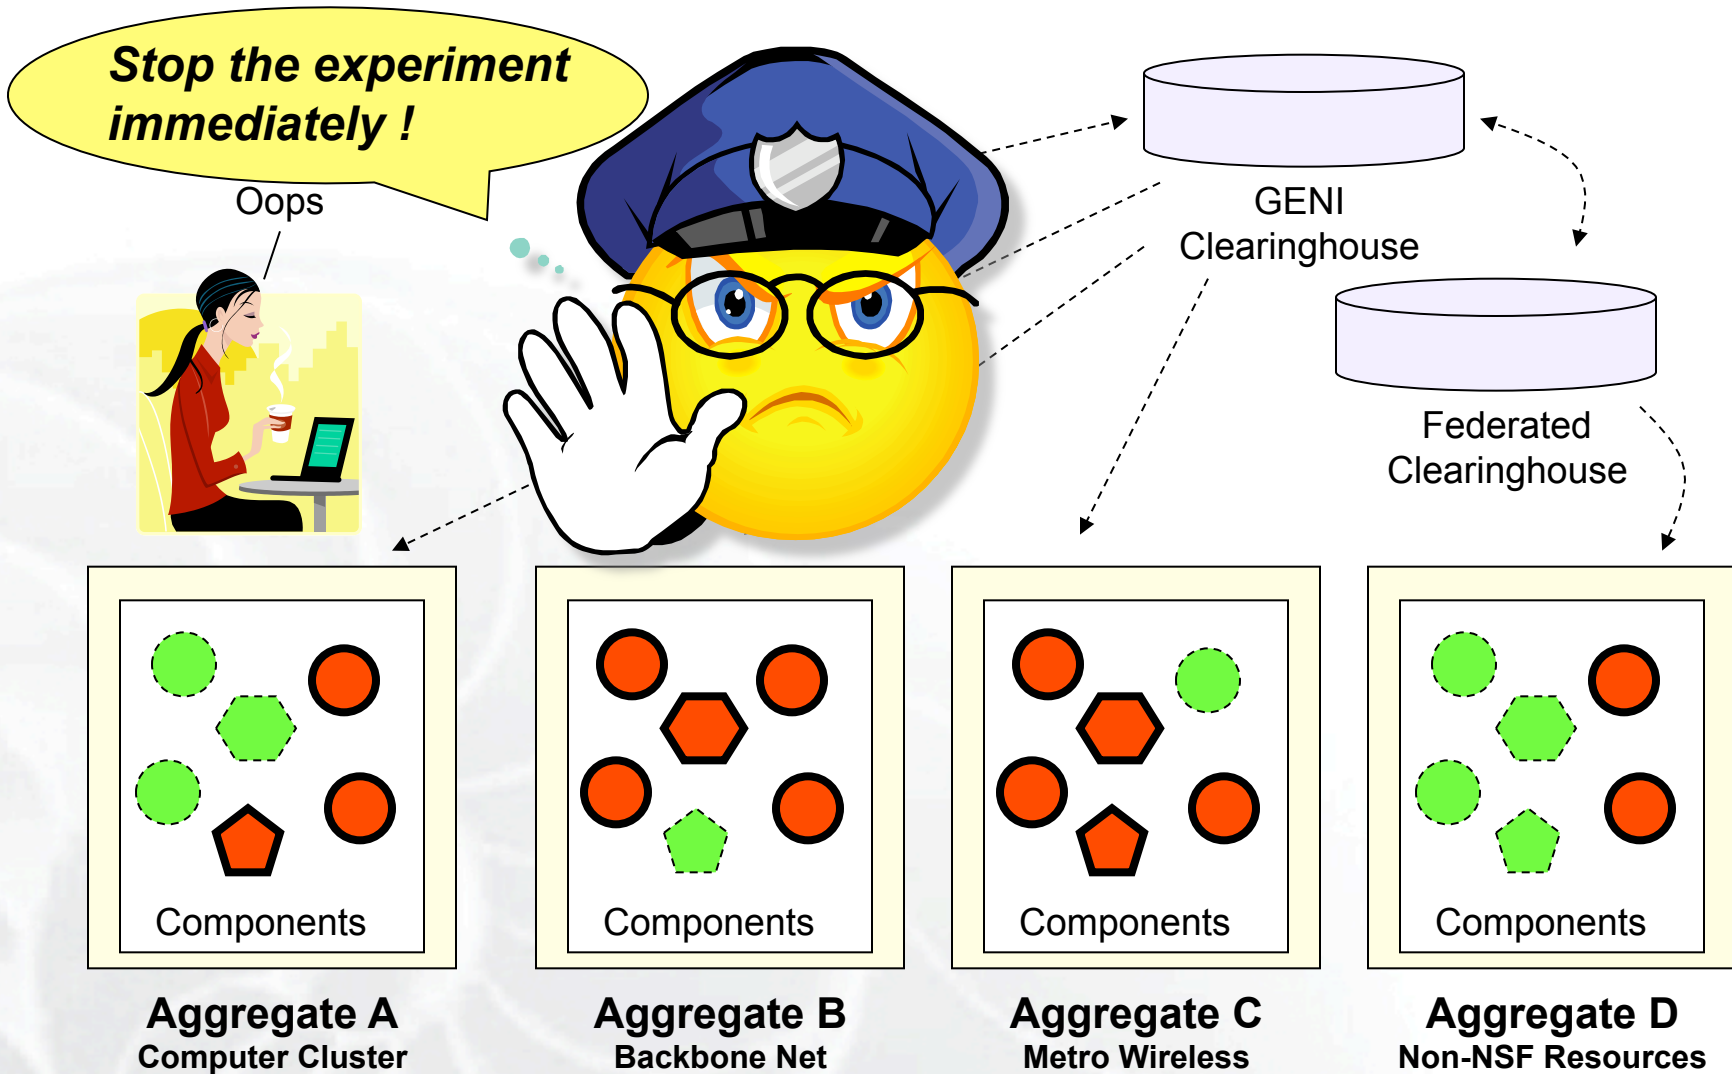 Stop the experiment
immediately !
Oops
GENI
Clearinghouse
Federated
Clearinghouse
Components
Components
Components
Components
Aggregate A
Computer Cluster
Aggregate B
Backbone Net
Aggregate C
Metro Wireless
Aggregate D
Non-NSF Resources